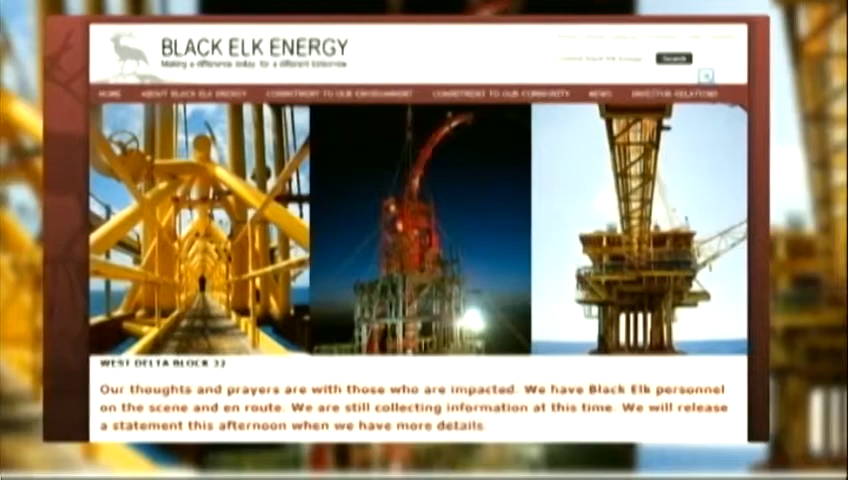 BLACK ELK ENERGY
Making a difference today for a different tomorrow
Search
HOME ABOUT BLACK ELK ENERGY COMMITMENT TO OUR ENVIRONMENT COMMITMENT TO OUR COMMUNITY NEWS INVESTOR RELATIONS
WEST DELTA BLOCK 32
Our thoughts and prayers are with those who are impacted. We have Black Elk personnel
on the scene and en route. We are still collecting information at this time. We will release
a statement this afternoon when we have more details.